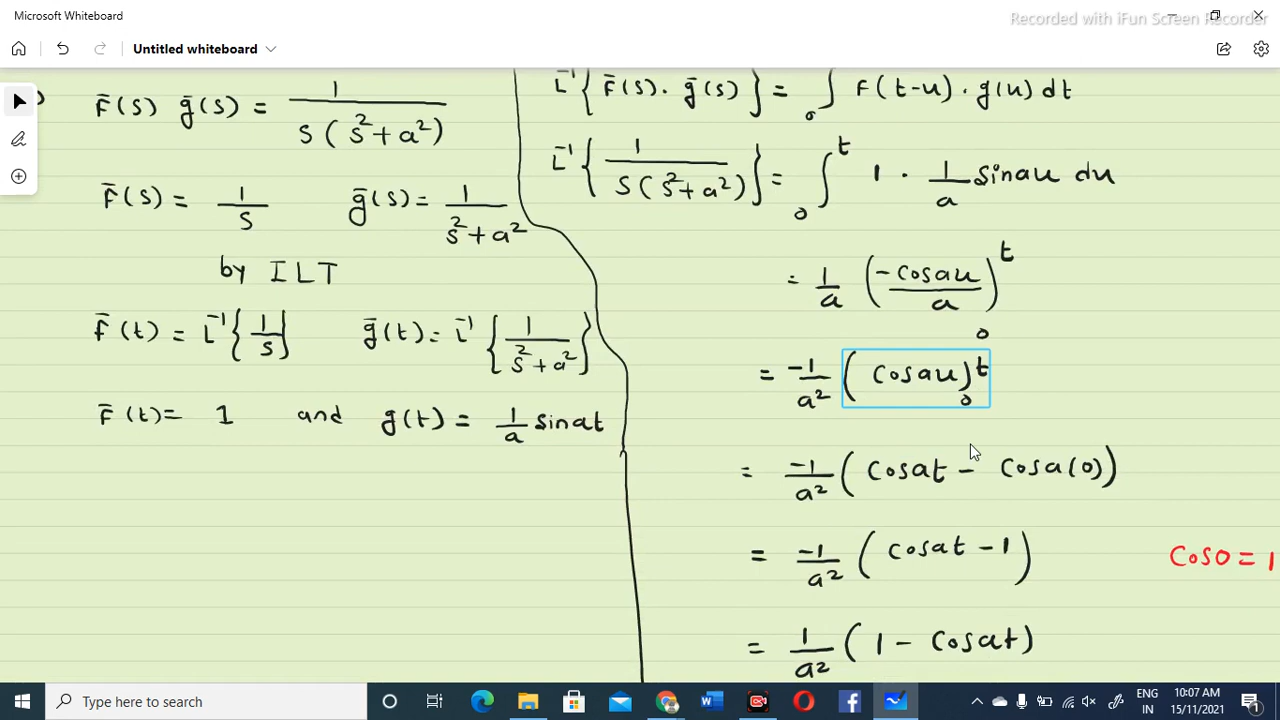 Microsoft Whiteboard
Recorded with iFun Screen Recorder
Untitled whiteboard
F̄(s) ḡ(s) = 1 / s(s²+a²)
F̄(s) = 1/s    ḡ(s) = 1 / s²+a²
by ILT
F̄(t) = L⁻¹{1/s}    ḡ(t) = L⁻¹{1 / s²+a²}
F̄(t) = 1 and g(t) = 1/a sinat
L⁻¹{F̄(s) · ḡ(s)} = ∫₀ F(t-u) · g(u) dt
L⁻¹{1 / s(s²+a²)} = ∫₀ᵗ 1 · 1/a sinau du
= 1/a (-cosau / a)₀ᵗ
= -1/a² (cosau)₀ᵗ
= -1/a² (cosat - cosa(0))
= -1/a² (cosat - 1)
Cos0 = 1
= 1/a² (1 - cosat)
Type here to search
ENG
IN
10:07 AM
15/11/2021
1